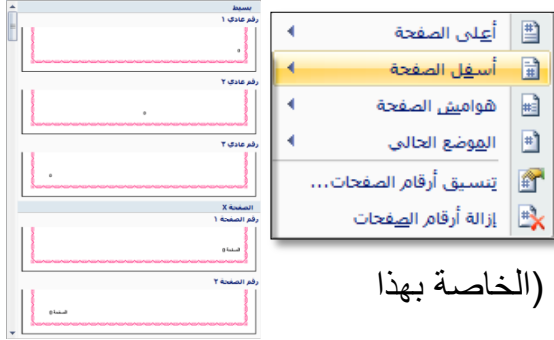 بسيط
رقم عادي ١
رقم عادي ٢
رقم عادي ٣
الصفحة X
رقم الصفحة ١
رقم الصفحة ٢
أعلى الصفحة
أسفل الصفحة
هوامش الصفحة
الموضع الحالي
تنسيق أرقام الصفحات...
إزالة أرقام الصفحات
(الخاصة بهذا